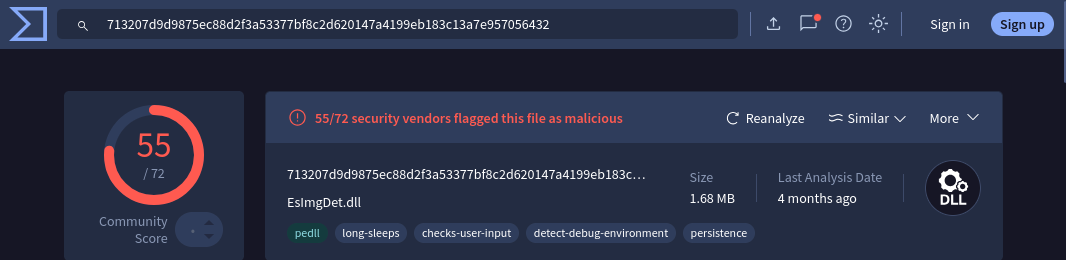 713207d9d9875ec88d2f3a53377bf8c2d620147a4199eb183c13a7e957056432
Sign in
Sign up
55
/ 72
Community
Score
55/72 security vendors flagged this file as malicious
Reanalyze
Similar
More
713207d9d9875ec88d2f3a53377bf8c2d620147a4199eb183c...
EsImgDet.dll
Size
1.68 MB
Last Analysis Date
4 months ago
DLL
pedll
long-sleeps
checks-user-input
detect-debug-environment
persistence